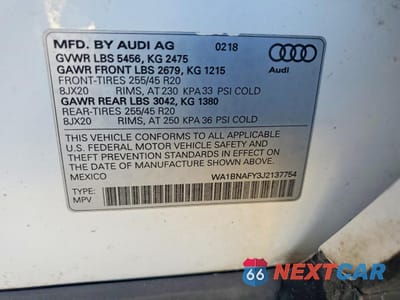 MFD. BY AUDI AG 0218
GVWR LBS 5456, KG 2475
GAWR FRONT LBS 2679, KG 1215
FRONT-TIRES 255/45 R20
8JX20 RIMS, AT 230 KPA 33 PSI COLD
GAWR REAR LBS 3042, KG 1380
REAR-TIRES 255/45 R20
8JX20 RIMS, AT 250 KPA 36 PSI COLD
Audi
THIS VEHICLE CONFORMS TO ALL APPLICABLE
U.S. FEDERAL MOTOR VEHICLE SAFETY AND
THEFT PREVENTION STANDARDS IN EFFECT ON
THE DATE OF MANUFACTURE SHOWN ABOVE.
MEXICO WA1BNAFY3J2137754
TYPE:
MPV
66 NEXTCAR